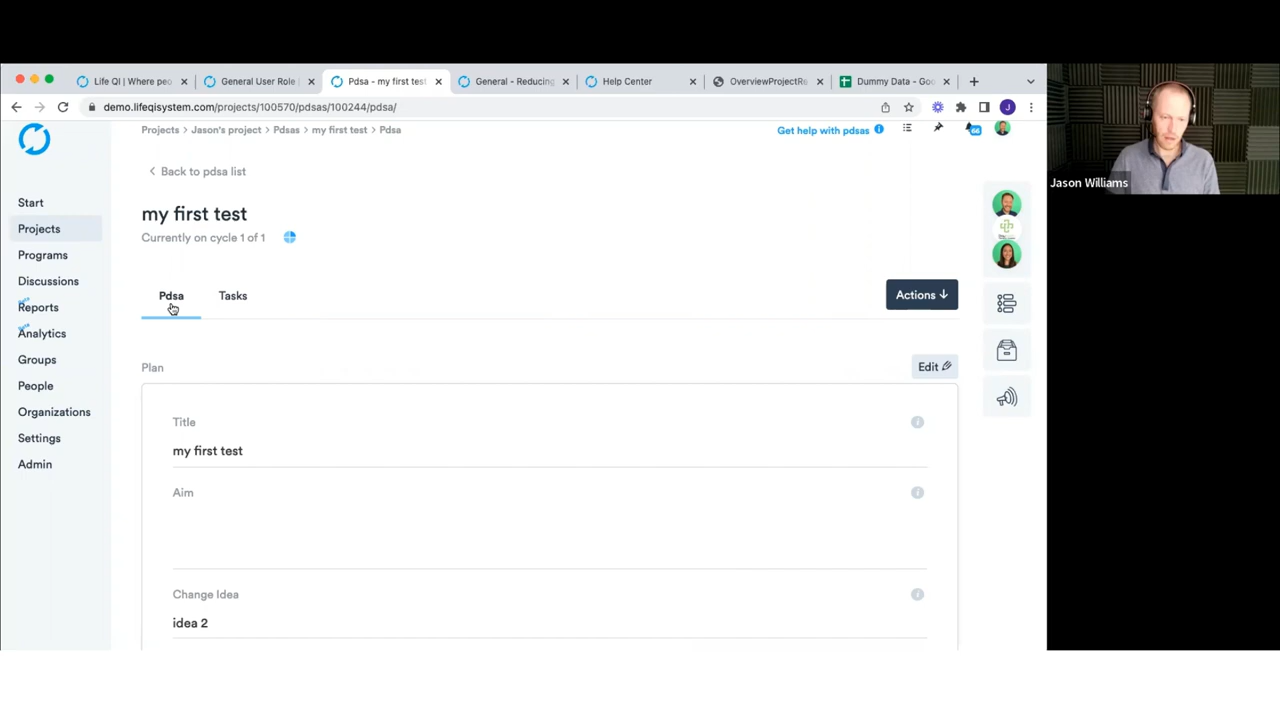 Life QI | Where peo
General User Role |
Pdsa - my first test
General - Reducing
Help Center
OverviewProjectRe
Dummy Data - Goo
demo.lifeqisystem.com/projects/100570/pdsas/100244/pdsa/
J
Projects > Jason's project > Pdsas > my first test > Pdsa
Get help with pdsas
66
Back to pdsa list
my first test
Currently on cycle 1 of 1
Start
Projects
Programs
Discussions
Reports
Analytics
Groups
People
Organizations
Settings
Admin
Pdsa
Tasks
Actions
Plan
Edit
Title
my first test
Aim
Change Idea
idea 2
Jason Williams